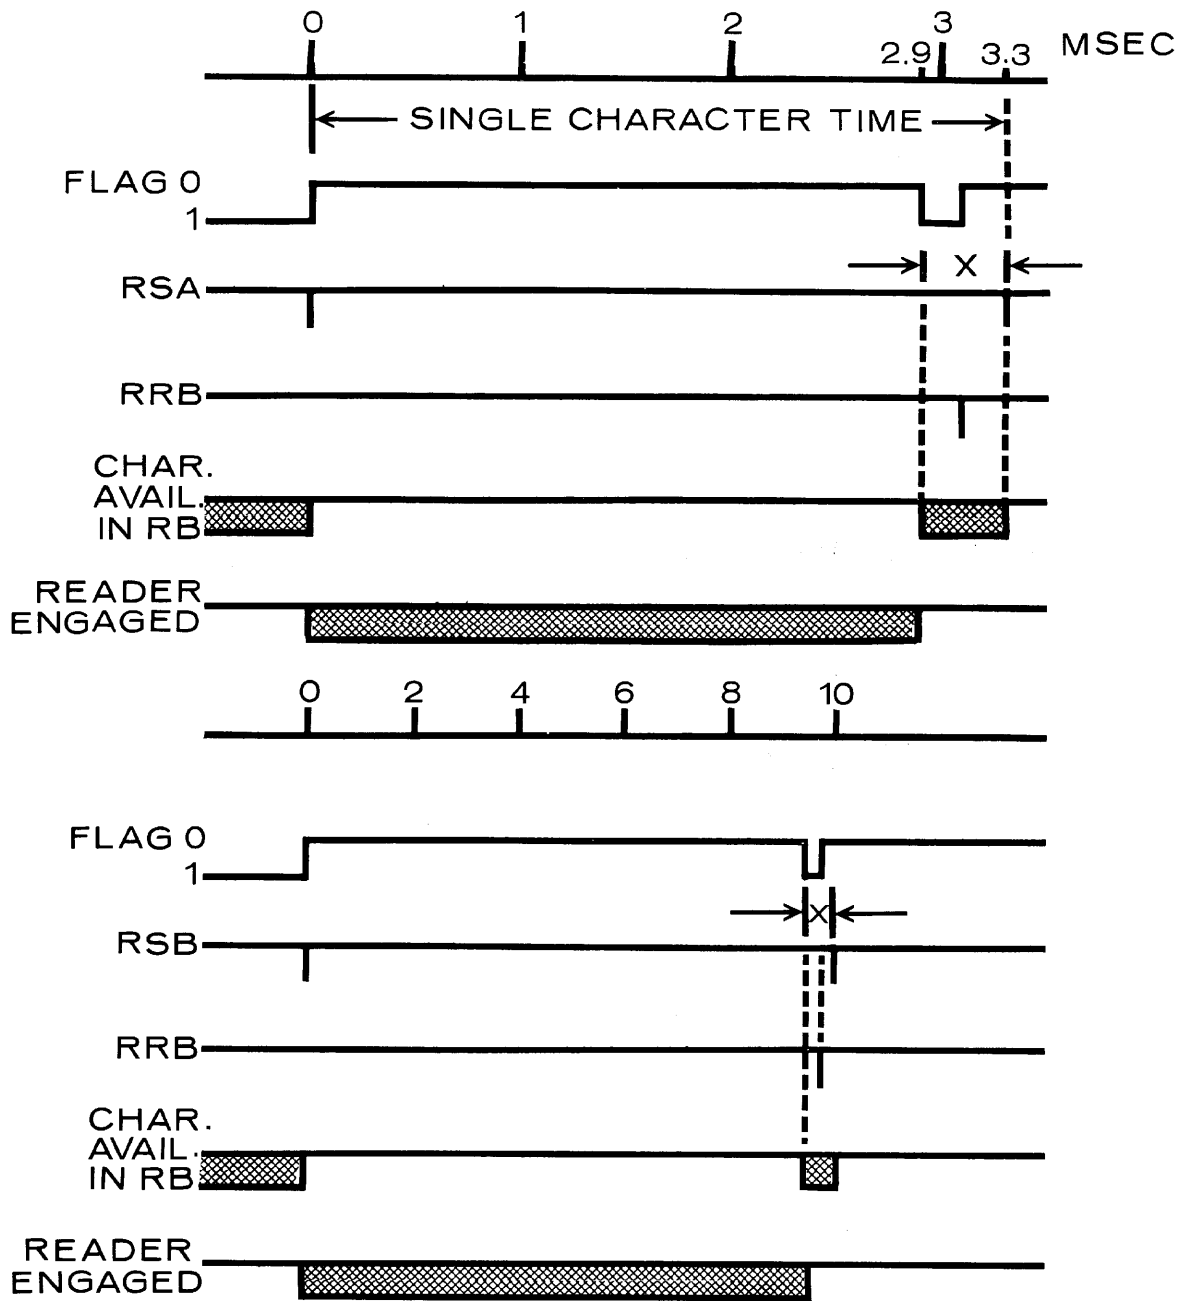 0 1 2 3
2.9 3.3 MSEC
SINGLE CHARACTER TIME
FLAG 0
1
X
RSA
RRB
CHAR.
AVAIL.
IN RB
READER
ENGAGED
0 2 4 6 8 10
FLAG 0
1
X
RSB
RRB
CHAR.
AVAIL.
IN RB
READER
ENGAGED